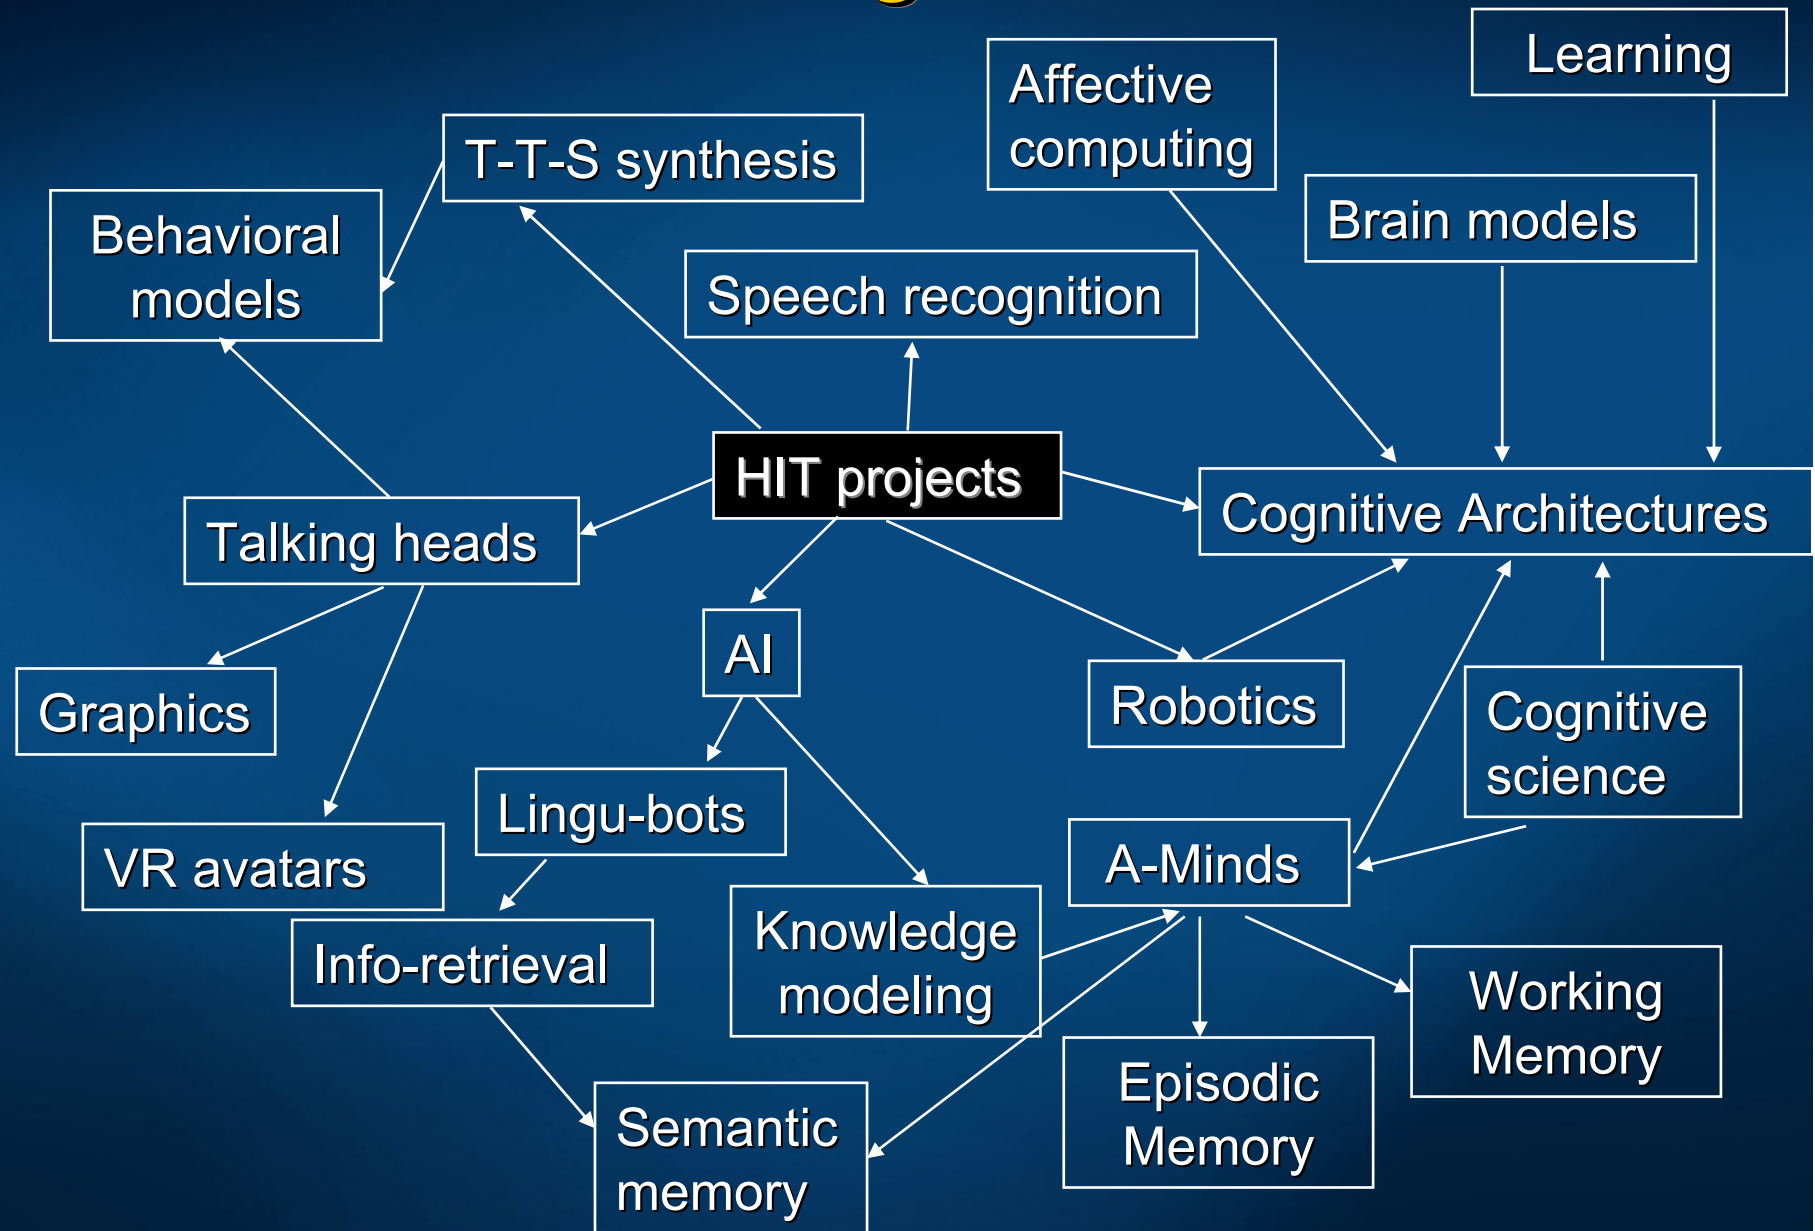 Learning
Affective
computing
T-T-S synthesis
Brain models
Behavioral
models
Speech recognition
HIT projects
Cognitive Architectures
Talking heads
AI
Robotics
Graphics
Cognitive
science
Lingu-bots
VR avatars
A-Minds
Knowledge
modeling
Info-retrieval
Working
Memory
Episodic
Memory
Semantic
memory